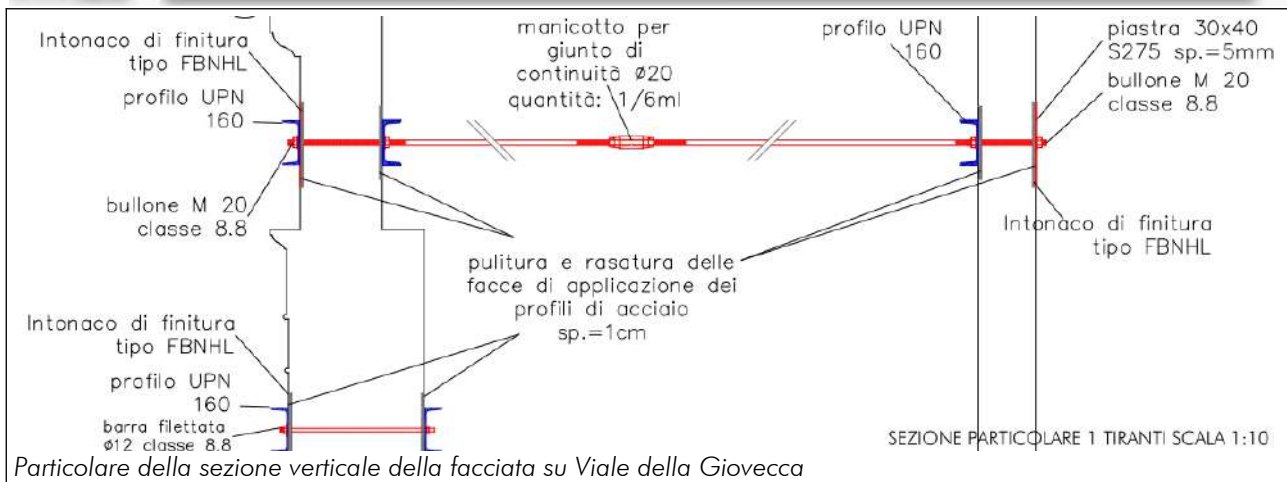 Intonaco di finitura
tipo FBNHL
profilo UPN
160
bullone M 20
classe 8.8
manicotto per
giunto di
continuità ø20
quantità: 1/6ml
profilo UPN
160
piastra 30x40
S275 sp.=5mm
bullone M 20
classe 8.8
Intonaco di finitura
tipo FBNHL
pulitura e rasatura delle
facce di applicazione dei
profili di acciaio
sp.=1cm
Intonaco di finitura
tipo FBNHL
profilo UPN
160
barra filettata
ø12 classe 8.8
SEZIONE PARTICOLARE 1 TIRANTI SCALA 1:10
Particolare della sezione verticale della facciata su Viale della Giovecca